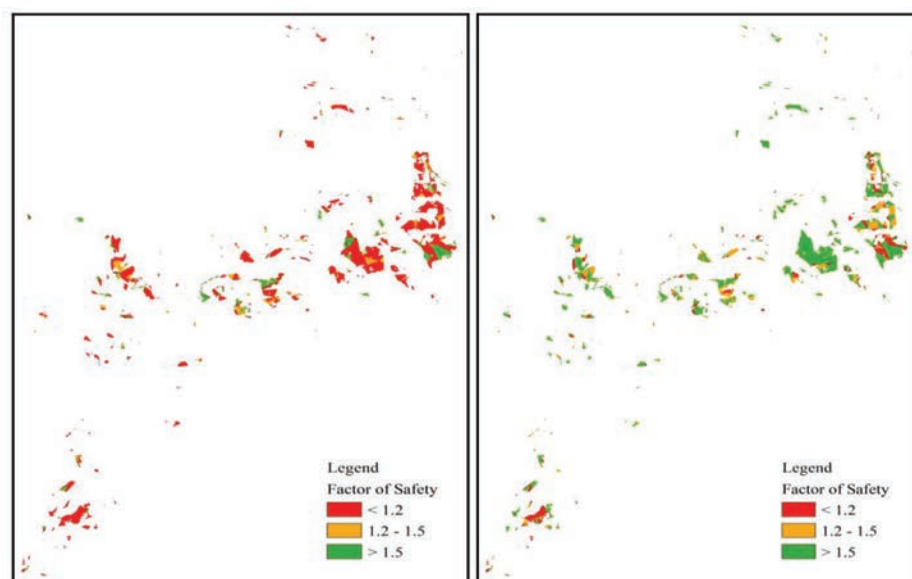 Legend
Factor of Safety
< 1.2
1.2 - 1.5
> 1.5
Legend
Factor of Safety
< 1.2
1.2 - 1.5
> 1.5